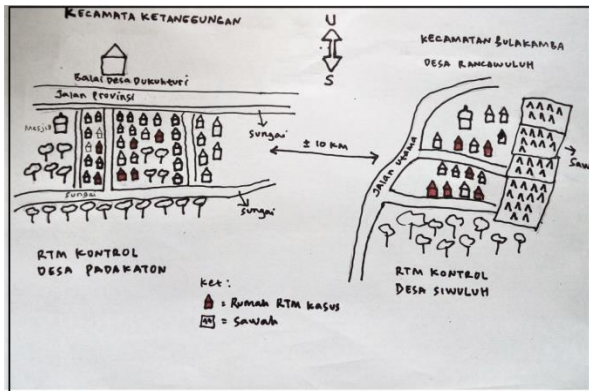 KECAMATA KETANGGUNGAN
Balai Desa Dukuhturi
Jalan Provinsi
Masjid
sungai
Sungai
sungai
RTM KONTROL
DESA PADAKATON
U
S
± 10 KM
KECAMATAN BULAKAMBA
DESA RANCAWULUH
Jalan Utama
Saw
RTM KONTROL
DESA SIWULUH
Ket:
= Rumah RTM KASUS
= Sawah